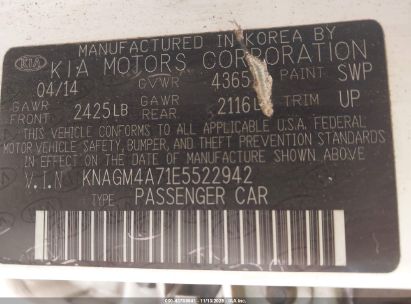 MANUFACTURED IN KOREA BY
KIA KIA MOTORS CORPORATION
04/14 GVWR 4365 PAINT SWP
GAWR FRONT 2425LB GAWR REAR 2116L TRIM UP
THIS VEHICLE CONFORMS TO ALL APPLICABLE U.S.A. FEDERAL
MOTOR VEHICLE SAFETY, BUMPER, AND THEFT PREVENTION STANDARDS
IN EFFECT ON THE DATE OF MANUFACTURE SHOWN ABOVE.
V.I.N KNAGM4A71E5522942
TYPE PASSENGER CAR